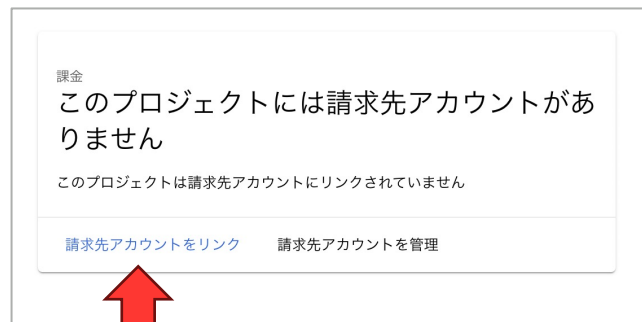 課金
このプロジェクトには請求先アカウントがあ
りません
このプロジェクトは請求先アカウントにリンクされていません
請求先アカウントをリンク 請求先アカウントを管理